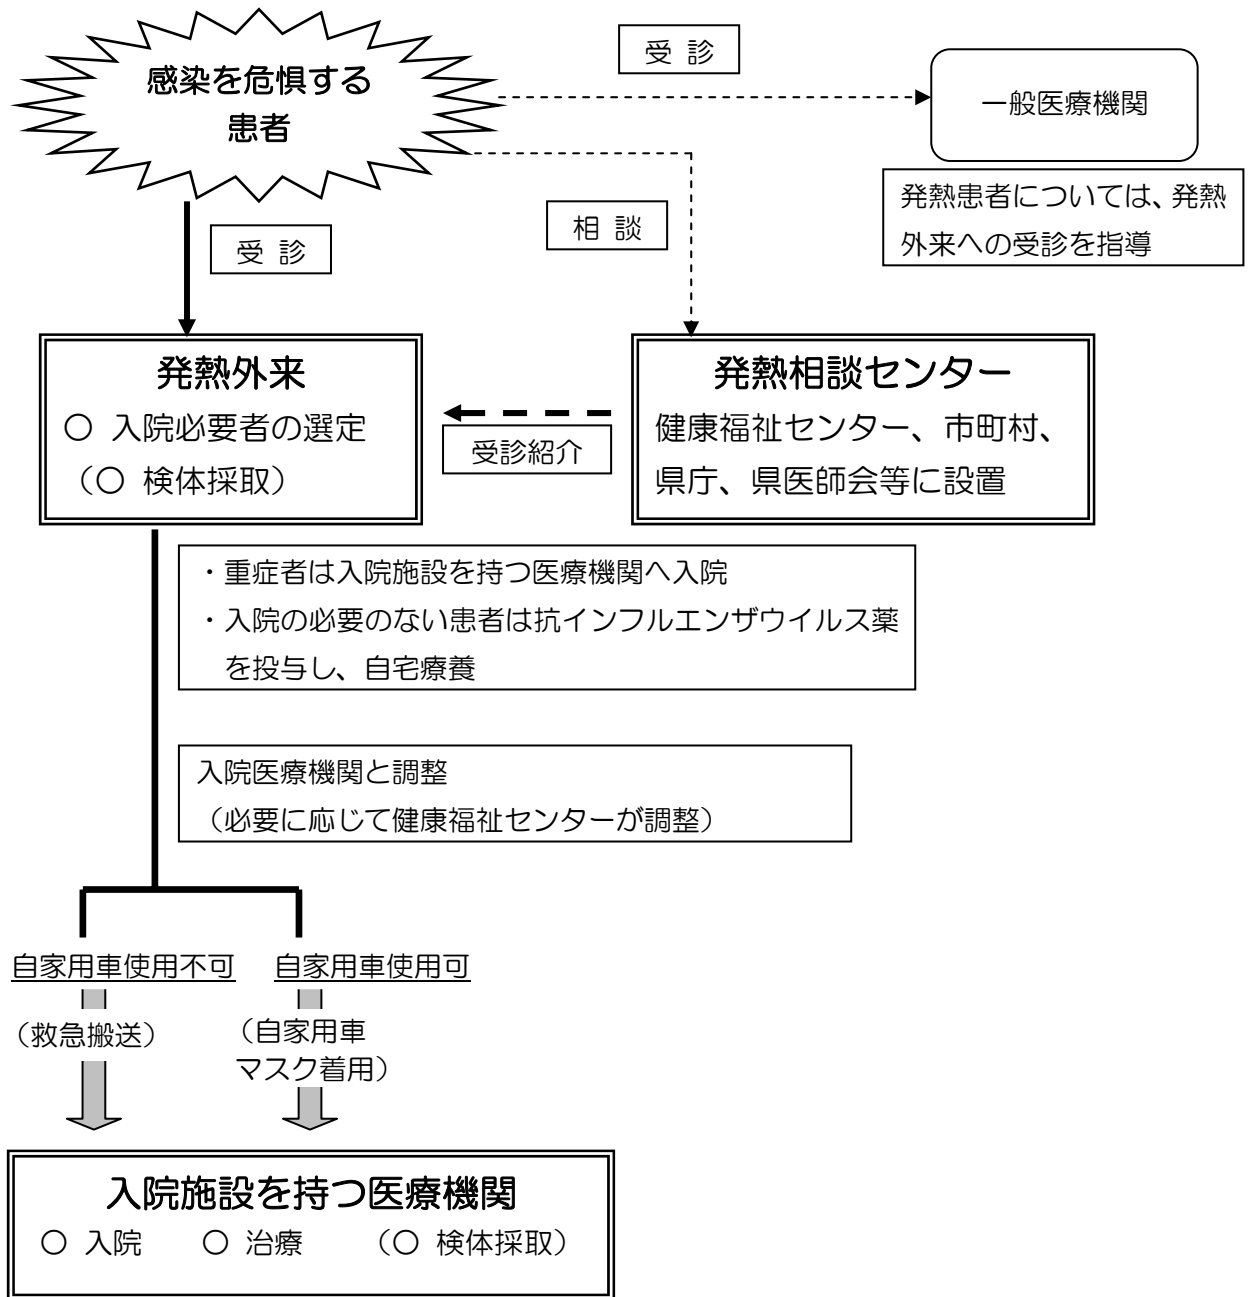 感染を危惧する
患者
受 診
一般医療機関
発熱患者については、発熱
外来への受診を指導
相 談
受 診
発熱外来
○ 入院必要者の選定
（○ 検体採取）
受診紹介
発熱相談センター
健康福祉センター、市町村、
県庁、県医師会等に設置
・重症者は入院施設を持つ医療機関へ入院
・入院の必要のない患者は抗インフルエンザウイルス薬
を投与し、自宅療養
入院医療機関と調整
（必要に応じて健康福祉センターが調整）
自家用車使用不可
自家用車使用可
（救急搬送）
（自家用車
マスク着用）
入院施設を持つ医療機関
○ 入院 ○ 治療 （○ 検体採取）